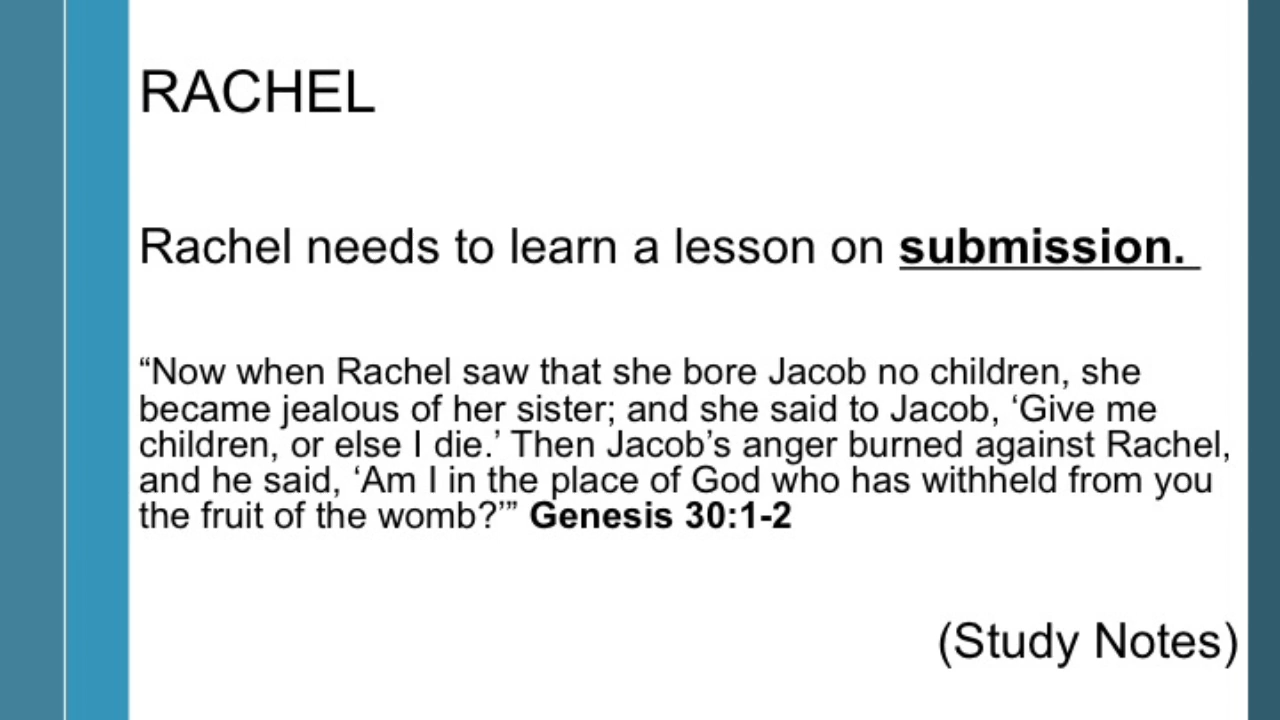 RACHEL
Rachel needs to learn a lesson on submission.
“Now when Rachel saw that she bore Jacob no children, she
became jealous of her sister; and she said to Jacob, ‘Give me
children, or else I die.’ Then Jacob’s anger burned against Rachel,
and he said, ‘Am I in the place of God who has withheld from you
the fruit of the womb?’” Genesis 30:1-2
(Study Notes)